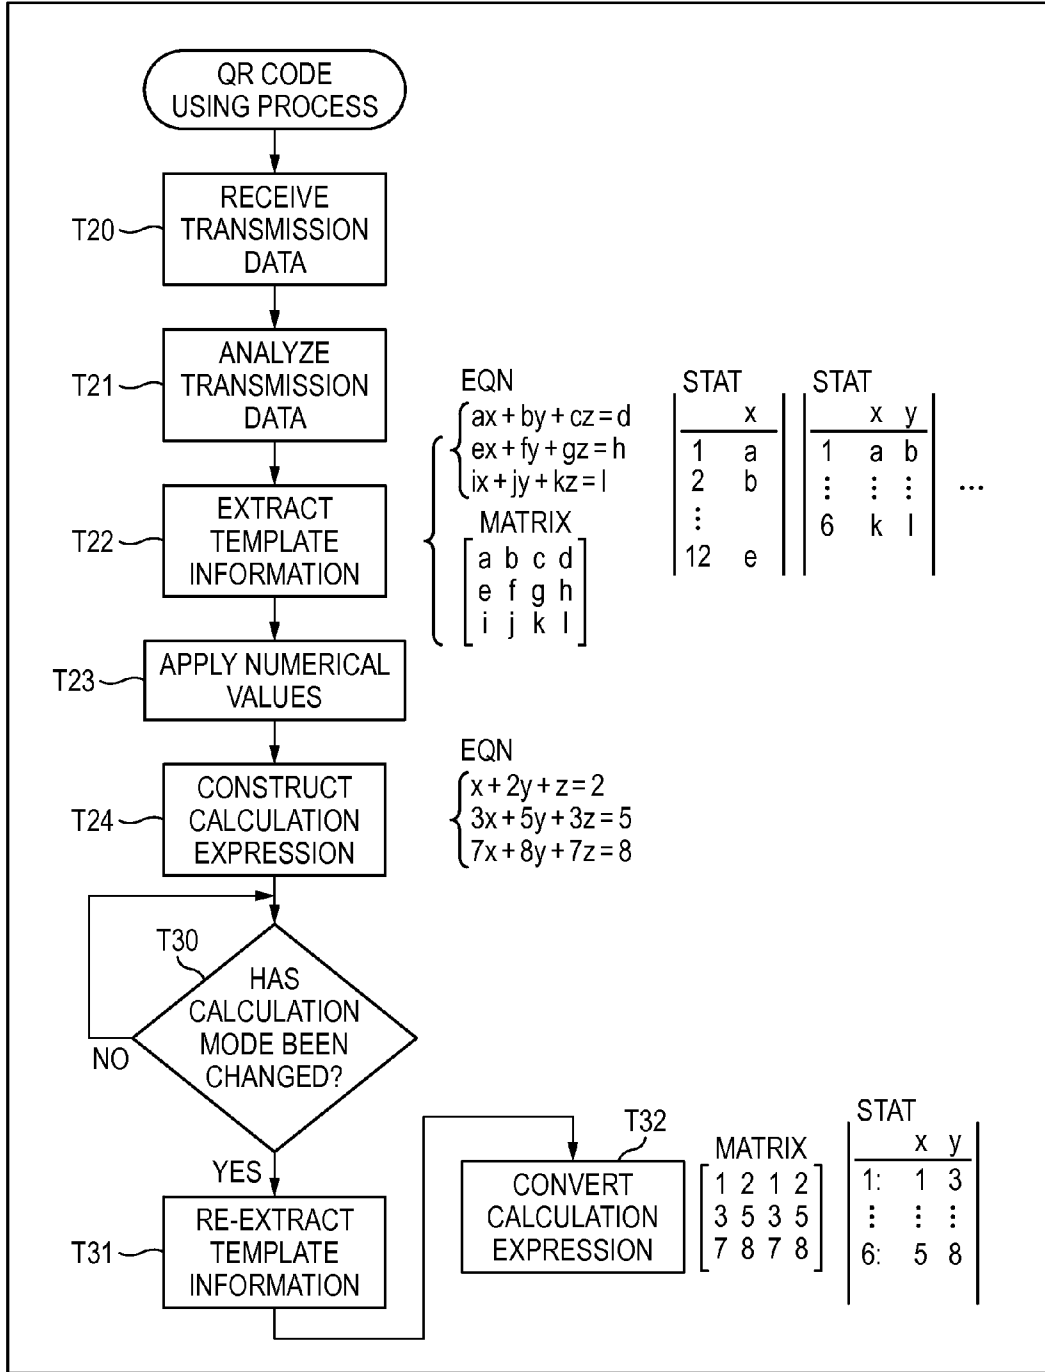 QR CODE
USING PROCESS
T20
RECEIVE
TRANSMISSION
DATA
T21
ANALYZE
TRANSMISSION
DATA
T22
EXTRACT
TEMPLATE
INFORMATION
EQN
ax + by + cz = d
ex + fy + gz = h
ix + jy + kz = l
MATRIX
a b c d
e f g h
i j k l
STAT
x
1 a
2 b
⋮
12 e
STAT
x y
1 a b
⋮ ⋮ ⋮
6 k l
...
T23
APPLY NUMERICAL
VALUES
T24
CONSTRUCT
CALCULATION
EXPRESSION
EQN
x + 2y + z = 2
3x + 5y + 3z = 5
7x + 8y + 7z = 8
T30
HAS
CALCULATION
MODE BEEN
CHANGED?
NO
YES
T31
RE-EXTRACT
TEMPLATE
INFORMATION
T32
CONVERT
CALCULATION
EXPRESSION
MATRIX
1 2 1 2
3 5 3 5
7 8 7 8
STAT
x y
1: 1 3
⋮ ⋮ ⋮
6: 5 8